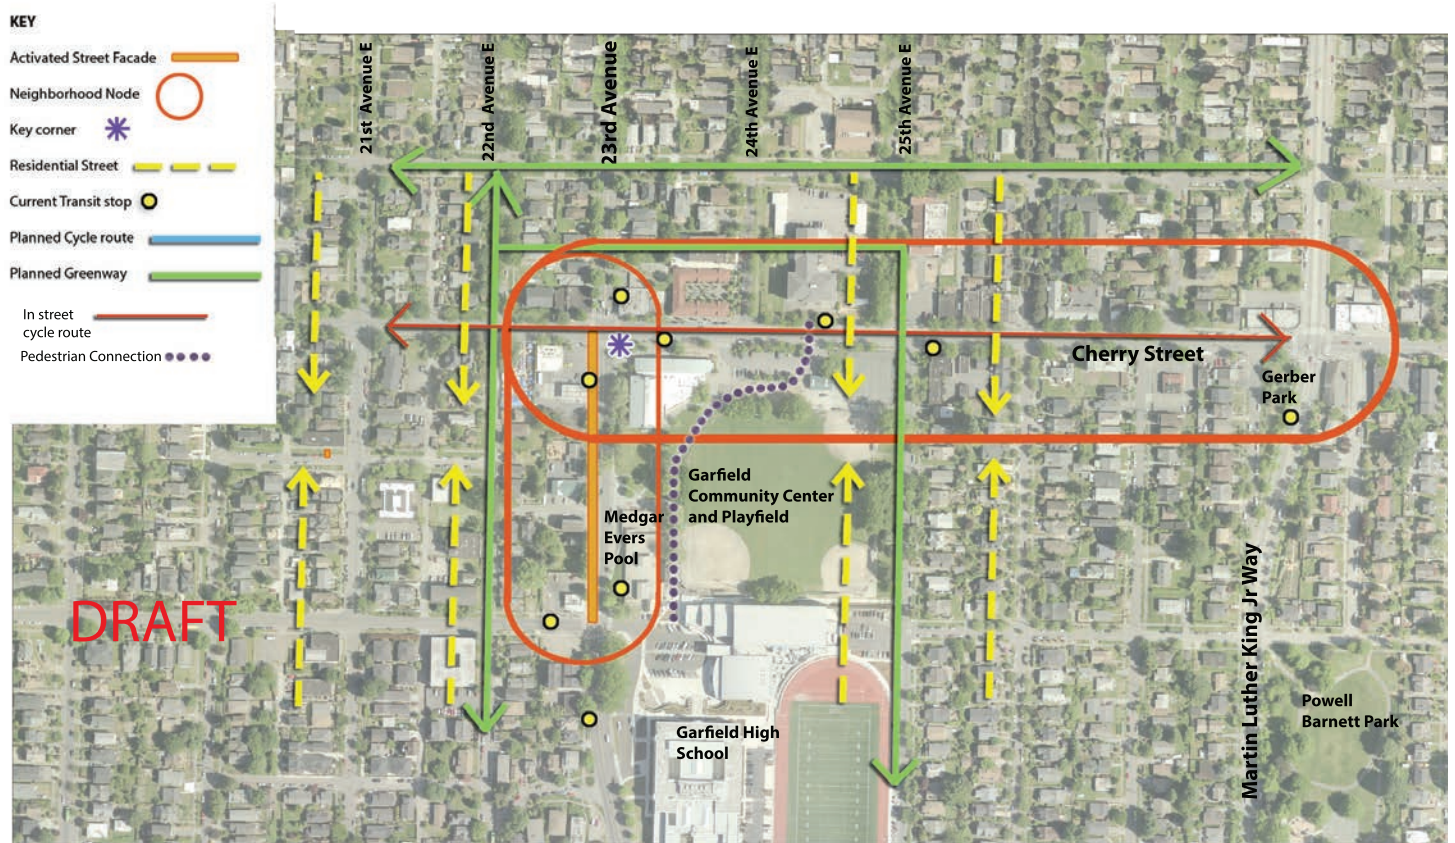 KEY
Activated Street Facade
Neighborhood Node
Key corner
Residential Street
Current Transit stop
Planned Cycle route
Planned Greenway
In street
cycle route
Pedestrian Connection
21st Avenue E
22nd Avenue E
23rd Avenue
24th Avenue E
25th Avenue E
Cherry Street
Gerber
Park
Garfield
Community Center
and Playfield
Medgar
Evers
Pool
DRAFT
Martin Luther King Jr Way
Powell
Barnett Park
Garfield High
School